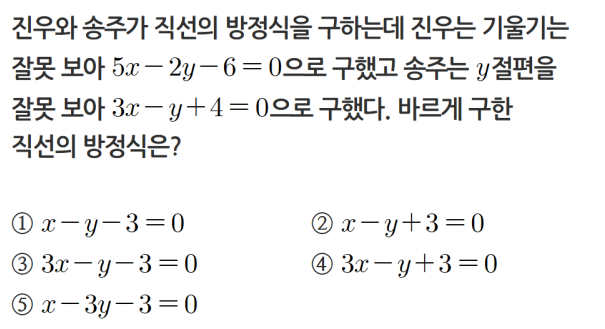 진우와 송주가 직선의 방정식을 구하는데 진우는 기울기는
잘못 보아 5x－2y－6＝0으로 구했고 송주는 y절편을
잘못 보아 3x－y＋4＝0으로 구했다. 바르게 구한
직선의 방정식은?
① x－y－3＝0 ② x－y＋3＝0
③ 3x－y－3＝0 ④ 3x－y＋3＝0
⑤ x－3y－3＝0